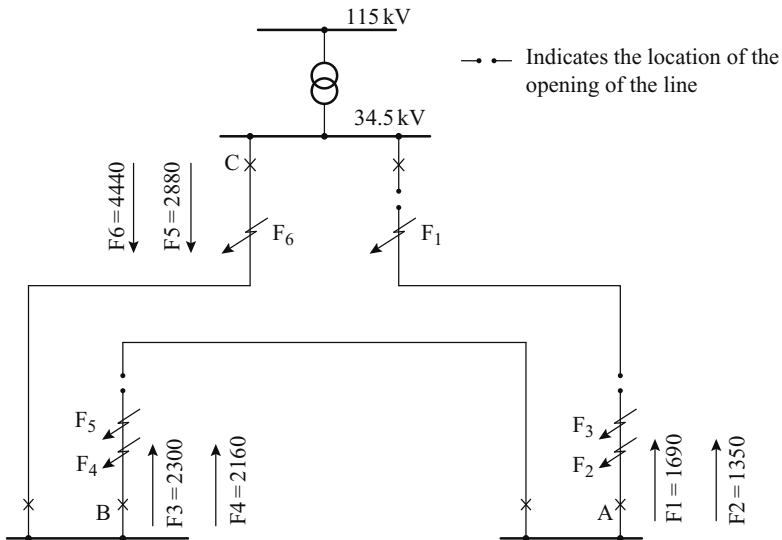 115 kV
Indicates the location of the
opening of the line
34.5 kV
C
F6 = 4440
F5 = 2880
F6
F1
F5
F4
B
F3 = 2300
F4 = 2160
F3
F2
A
F1 = 1690
F2 = 1350